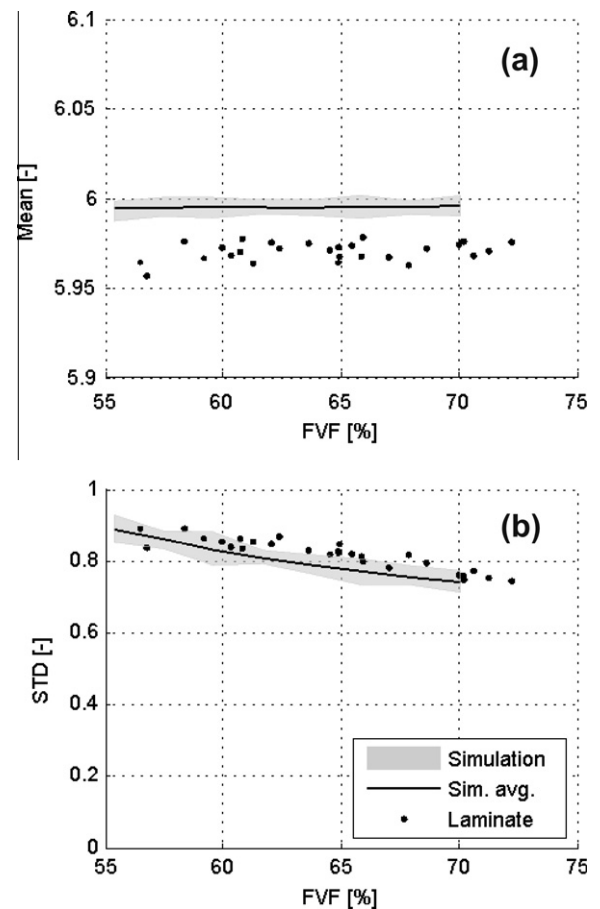 6.1
(a)
6.05
6
5.95
5.9
Mean [-]
55 60 65 70 75
FVF [%]
1
(b)
0.8
0.6
0.4
0.2
0
STD [-]
Simulation
Sim. avg.
Laminate
55 60 65 70 75
FVF [%]